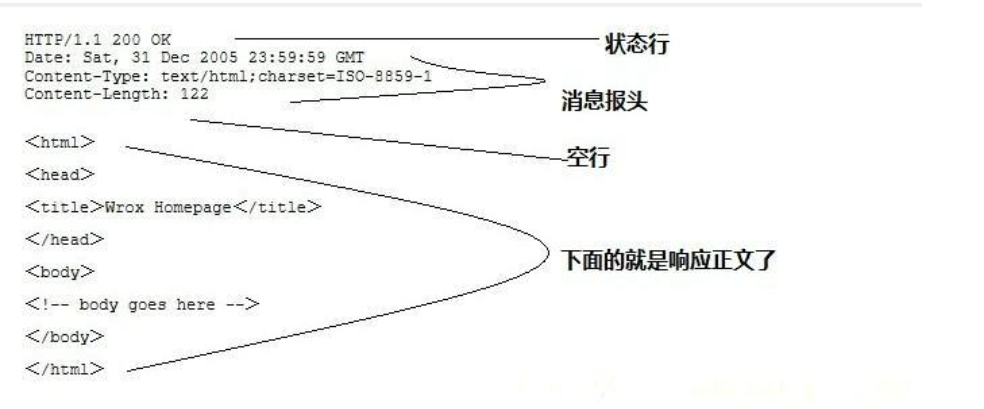 HTTP/1.1 200 OK
状态行
Date: Sat, 31 Dec 2005 23:59:59 GMT
Content-Type: text/html;charset=ISO-8859-1
Content-Length: 122
消息报头
空行
<html>
<head>
<title>Wrox Homepage</title>
</head>
<body>
下面的就是响应正文了
<!-- body goes here -->
</body>
</html>